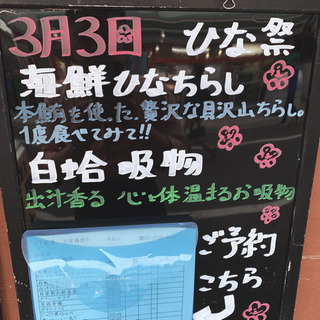 3月3日 ひな祭
海鮮ひなちらし
本鮪を使った、贅沢な具沢山ちらし。
1度食べてみて!!
白蛤 吸物
出汁香る 心と体温まるお吸物
ご予約
こちら